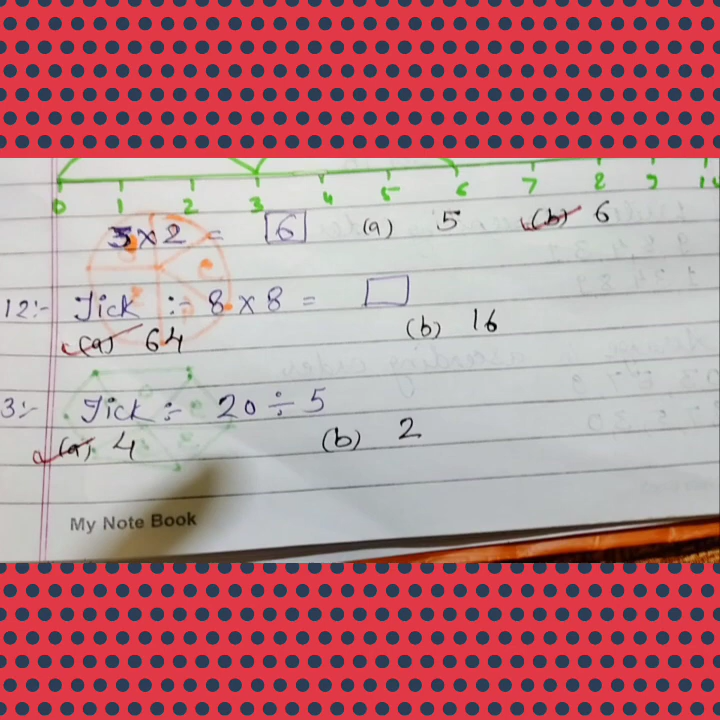 0 1 2 3 4 5 6 7 8 9
3×2 = 6 (a) 5 (b) 6
12:- Tick :- 8×8 =
(a) 64 (b) 16
3:- Tick :- 20÷5
(a) 4 (b) 2
My Note Book